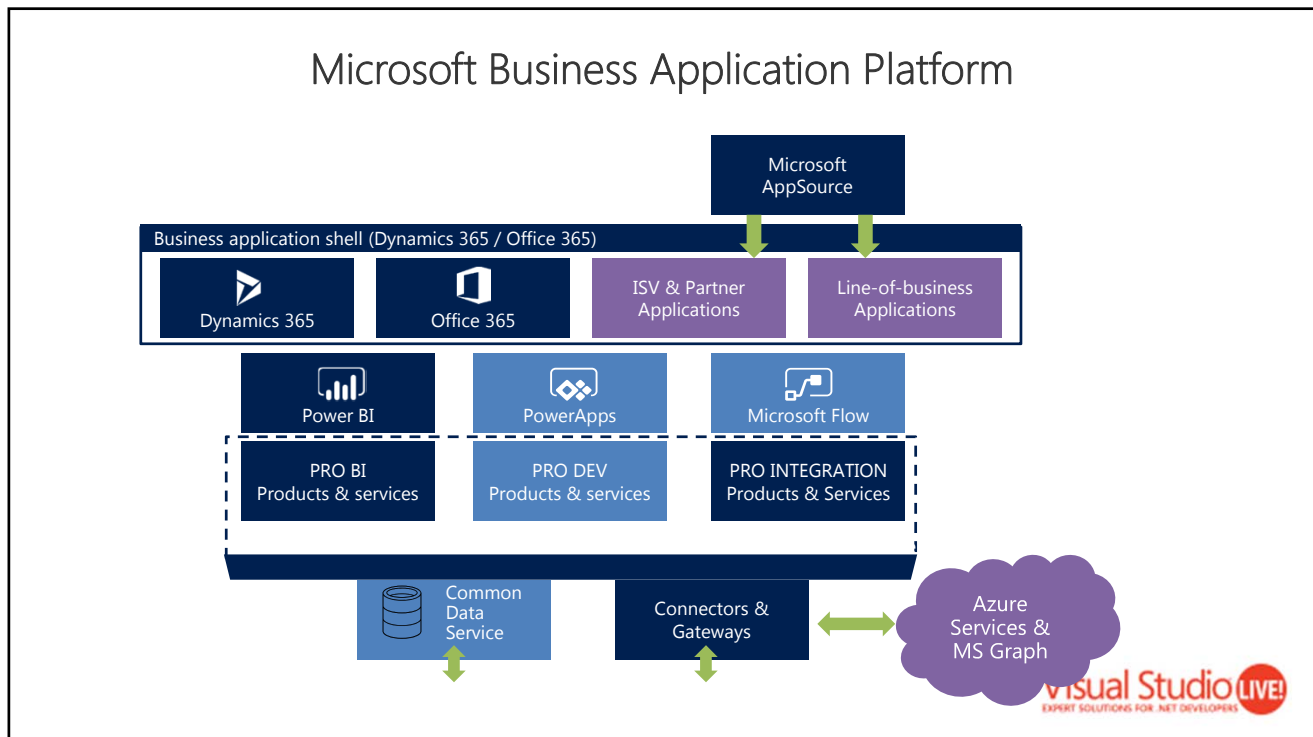 Microsoft Business Application Platform
Microsoft
AppSource
Business application shell (Dynamics 365 / Office 365)
Dynamics 365
Office 365
ISV & Partner
Applications
Line-of-business
Applications
Power BI
PowerApps
Microsoft Flow
PRO BI
Products & services
PRO DEV
Products & services
PRO INTEGRATION
Products & Services
Common
Data
Service
Connectors &
Gateways
Azure
Services &
MS Graph
Visual Studio LIVE!
EXPERT SOLUTIONS FOR .NET DEVELOPERS